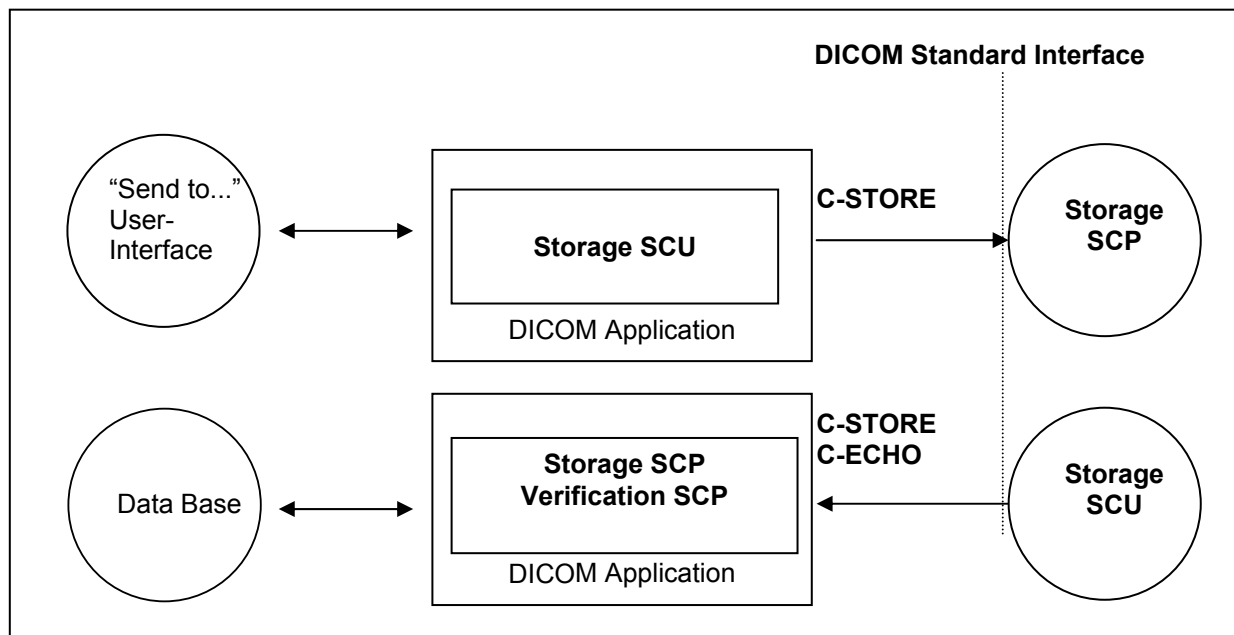 DICOM Standard Interface
“Send to...”
User-
Interface
Storage SCU
DICOM Application
C-STORE
Storage
SCP
Data Base
Storage SCP
Verification SCP
DICOM Application
C-STORE
C-ECHO
Storage
SCU